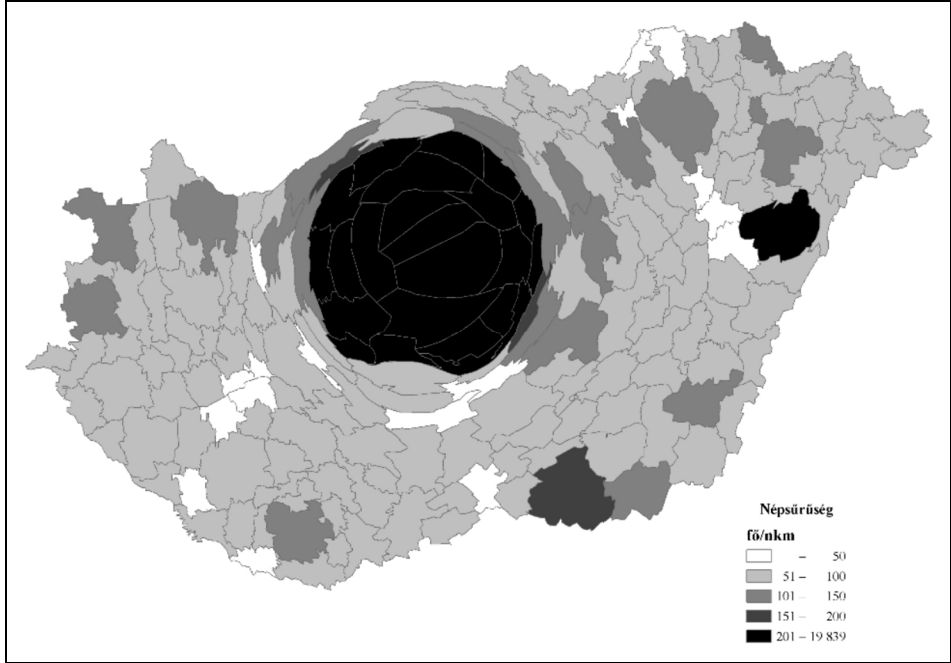 Népsűrűség
fő/nkm
– 50
51 – 100
101 – 150
151 – 200
201 – 19 839